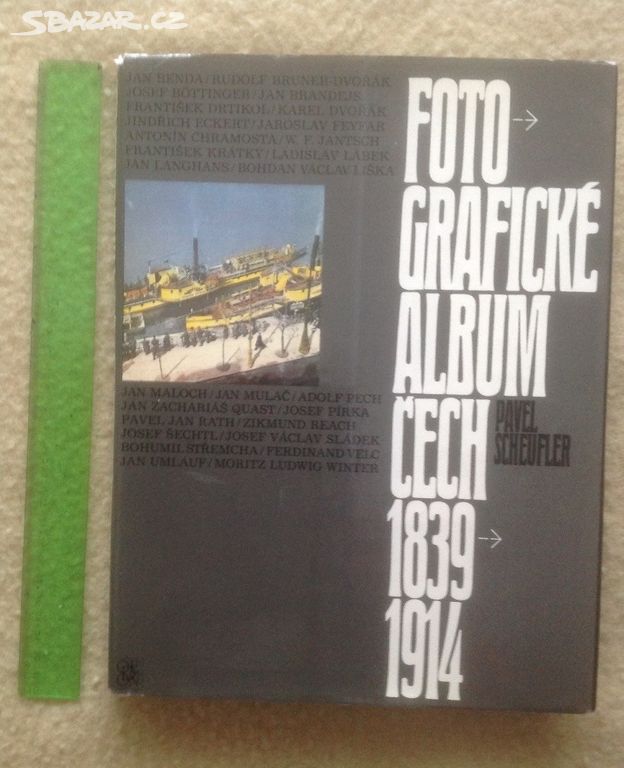 SBAZAR.CZ
JAN BENDA/RUDOLF BRUNER-DVOŘÁK
JOSEF BÖTTINGER/JAN BRANDEJS
FRANTIŠEK DRTIKOL/KAREL DVOŘÁK
JINDŘICH ECKERT/JAROSLAV FEYFAR
ANTONÍN CHRAMOSTA/W. F. JANTSCH
FRANTIŠEK KRÁTKÝ/LADISLAV LÁBEK
JAN LANGHANS/BOHDAN VÁCLAV LIŠKA
FOTO→
GRAFICKÉ
ALBUM
ČECH
1839→
1914
PAVEL
SCHEUFLER
JAN MALOCH/JAN MULAČ/ADOLF PECH
JAN ZACHARIÁŠ QUAST/JOSEF PÍRKA
PAVEL JAN RATH/ZIKMUND REACH
JOSEF ŠECHTL/JOSEF VÁCLAV SLÁDEK
BOHUMIL STŘEMCHA/FERDINAND VELC
JAN UMLAUF/MORITZ LUDWIG WINTER